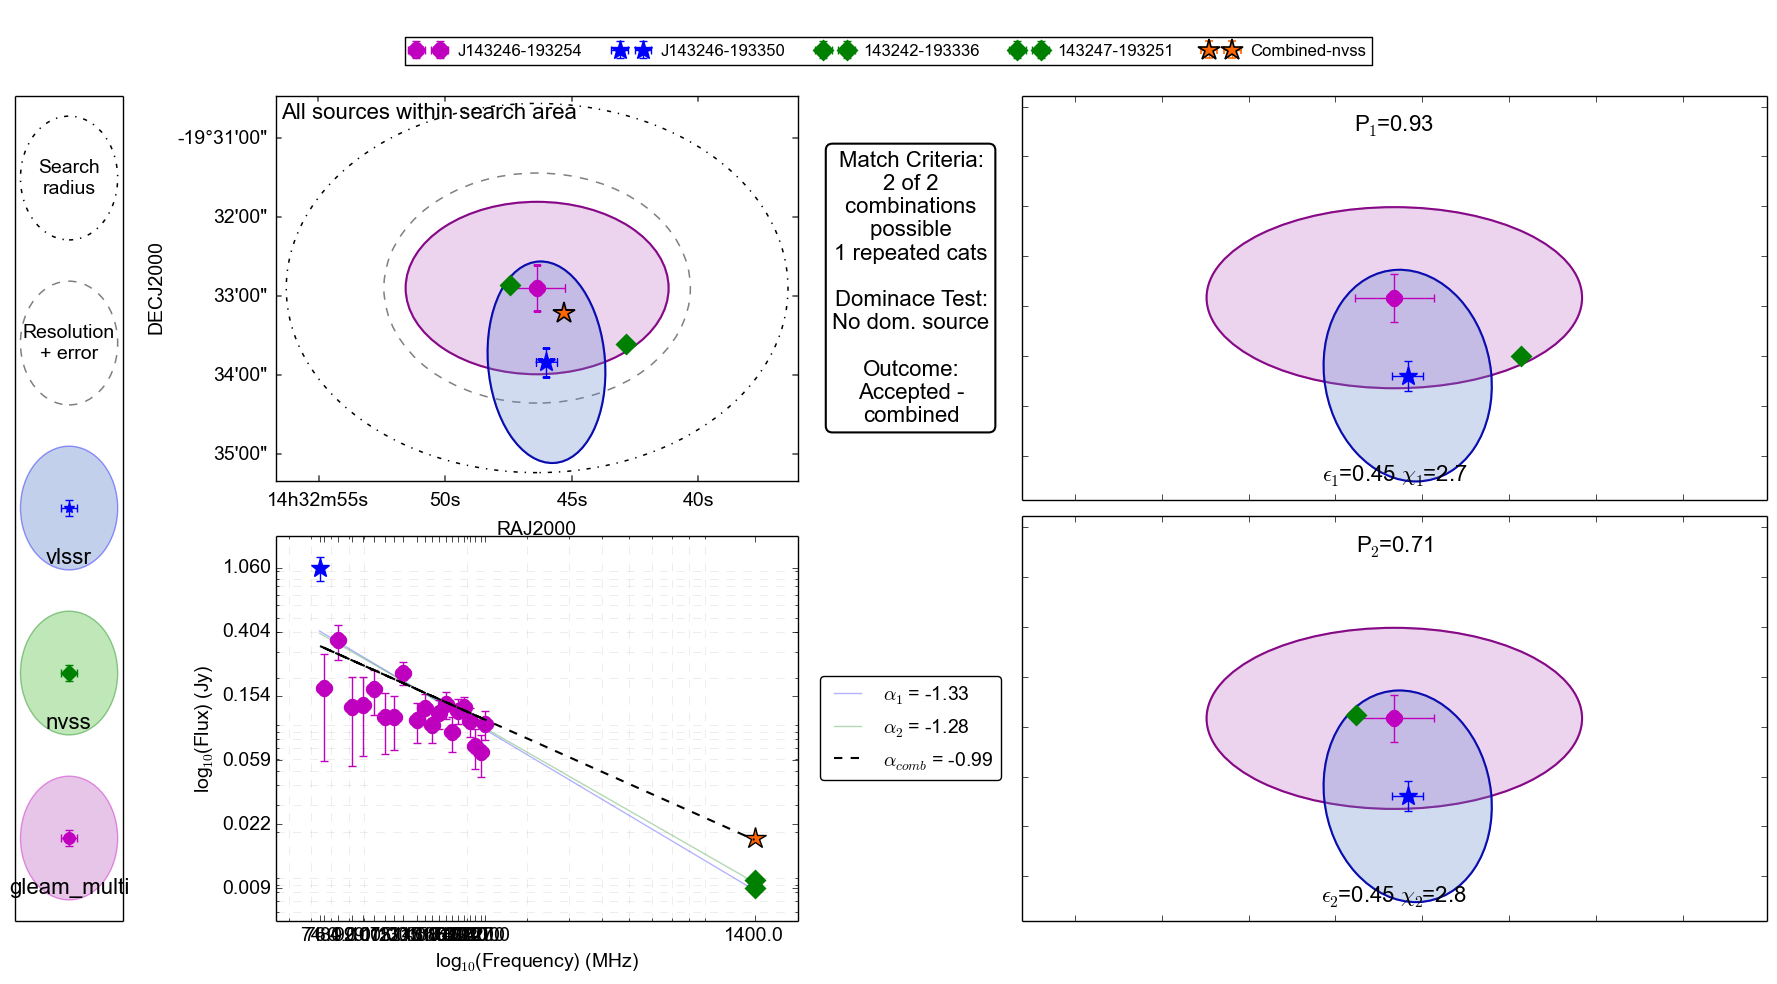 J143246-193254
J143246-193350
143242-193336
143247-193251
Combined-nvss
Search
radius
Resolution
+ error
vlssr
nvss
gleam_multi
All sources within search area
-19°31'00"
32'00"
33'00"
34'00"
35'00"
DECJ2000
14h32m55s
50s
45s
40s
RAJ2000
Match Criteria:
2 of 2
combinations
possible
1 repeated cats
Dominace Test:
No dom. source
Outcome:
Accepted -
combined
P1=0.93
ϵ1=0.45 χ1=2.7
P2=0.71
ϵ2=0.45 χ2=2.8
1.060
0.404
0.154
0.059
0.022
0.009
log10(Flux) (Jy)
1400.0
log10(Frequency) (MHz)
α1 = -1.33
α2 = -1.28
αcomb = -0.99